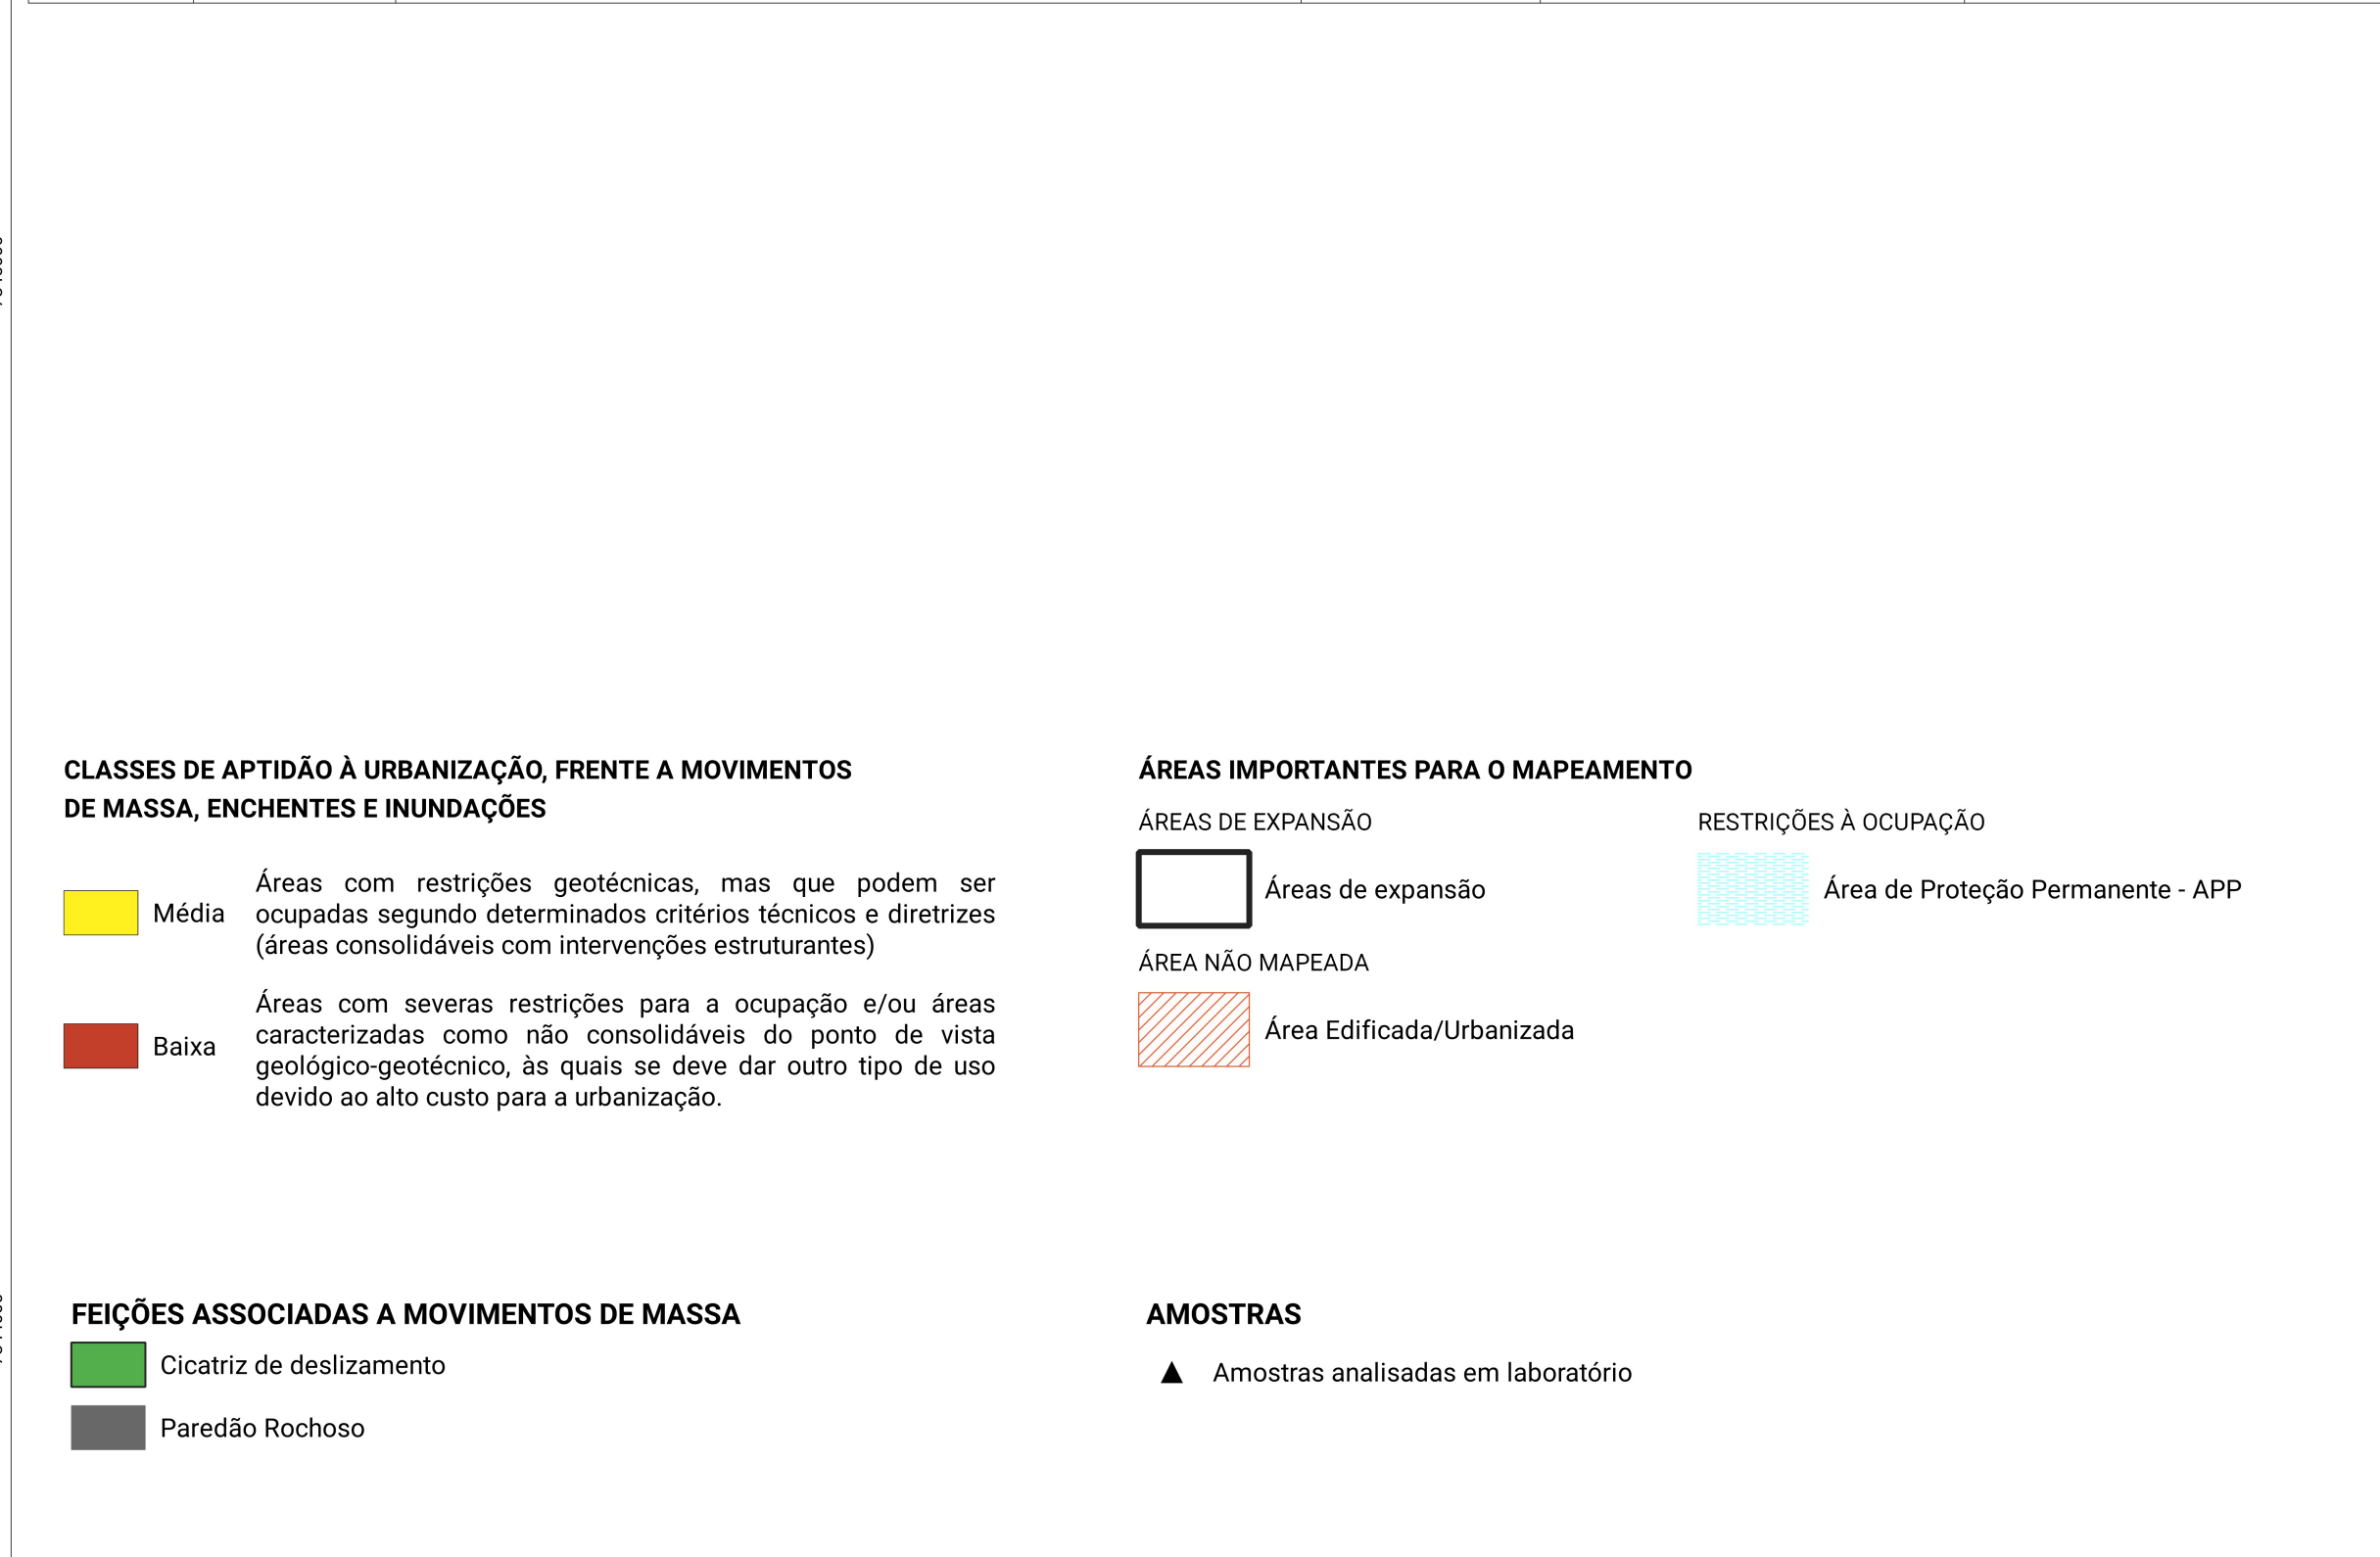 CLASSES DE APTIDÃO À URBANIZAÇÃO, FRENTE A MOVIMENTOS
DE MASSA, ENCHENTES E INUNDAÇÕES
Média
Áreas com restrições geotécnicas, mas que podem ser
ocupadas segundo determinados critérios técnicos e diretrizes
(áreas consolidáveis com intervenções estruturantes)
Baixa
Áreas com severas restrições para a ocupação e/ou áreas
caracterizadas como não consolidáveis do ponto de vista
geológico-geotécnico, às quais se deve dar outro tipo de uso
devido ao alto custo para a urbanização.
ÁREAS IMPORTANTES PARA O MAPEAMENTO
ÁREAS DE EXPANSÃO
Áreas de expansão
RESTRIÇÕES À OCUPAÇÃO
Área de Proteção Permanente - APP
ÁREA NÃO MAPEADA
Área Edificada/Urbanizada
FEIÇÕES ASSOCIADAS A MOVIMENTOS DE MASSA
Cicatriz de deslizamento
Paredão Rochoso
AMOSTRAS
Amostras analisadas em laboratório